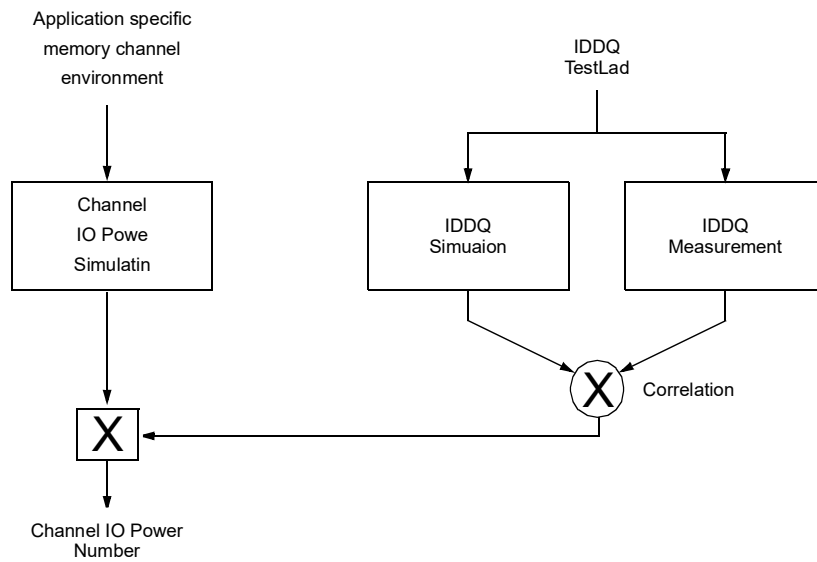 Application specific
memory channel
environment
IDDQ
TestLad
Channel
IO Powe
Simulatin
IDDQ
Simuaion
IDDQ
Measurement
X
Correlation
X
Channel IO Power
Number